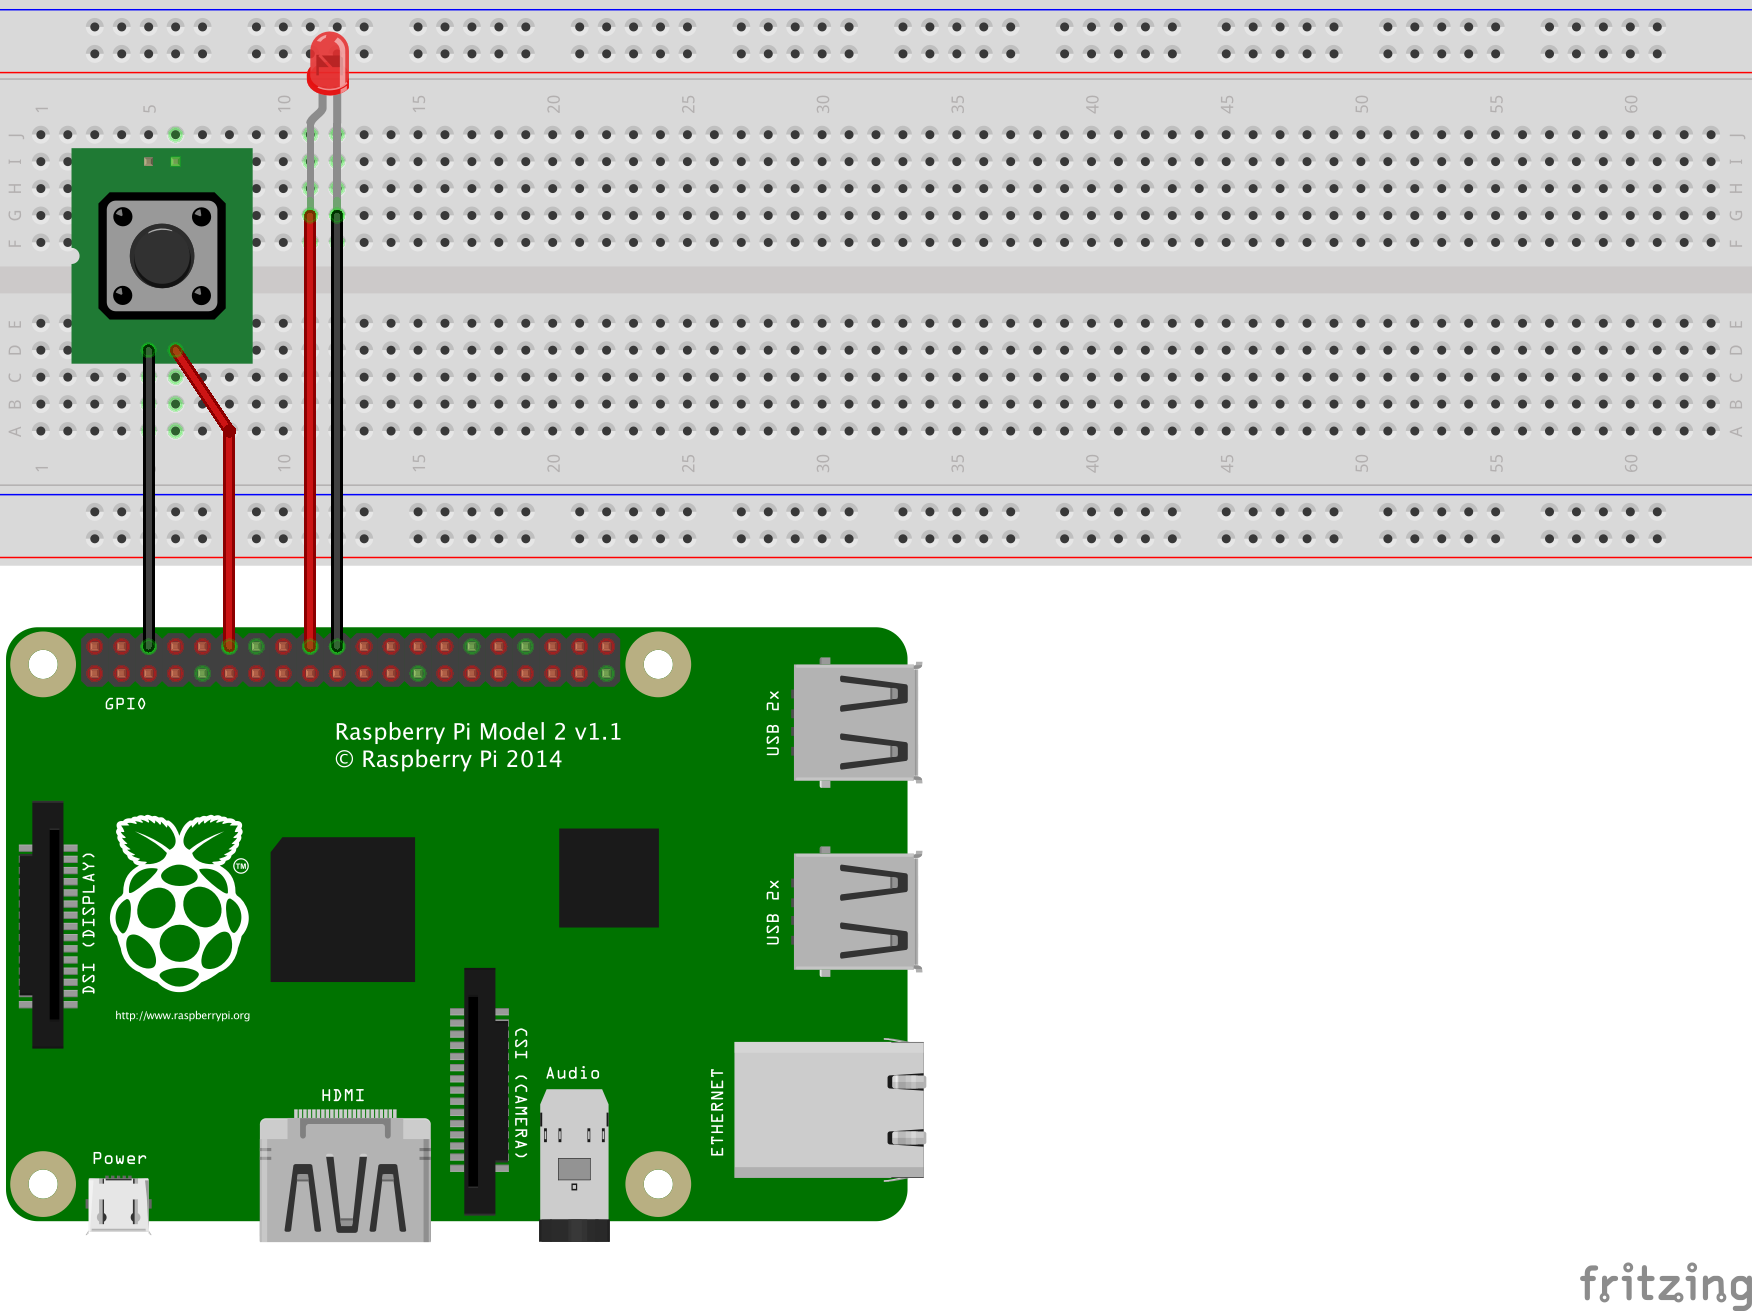 1 5 10 15 20 25 30 35 40 45 50 55 60
J J
I I
H H
G G
F F
E E
D D
C C
B B
A A
1 10 15 20 25 30 35 40 45 50 55 60
GPIO
Raspberry Pi Model 2 v1.1
© Raspberry Pi 2014
USB 2x
USB 2x
DSI (DISPLAY)
TM
http://www.raspberrypi.org
CSI (CAMERA)
Audio
HDMI
ETHERNET
Power
fritzing